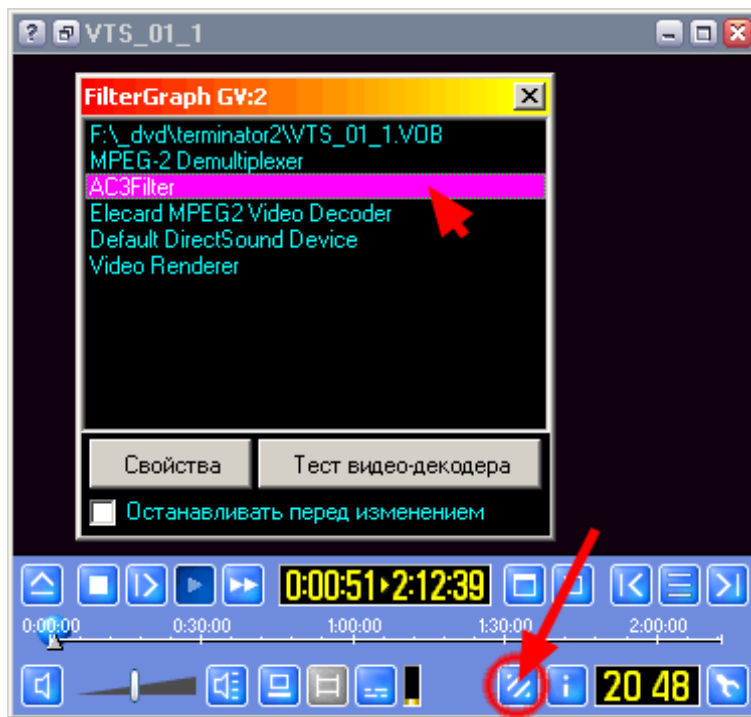 VTS_01_1
FilterGraph GV:2
F:\_dvd\terminator2\VTS_01_1.VOB
MPEG-2 Demultiplexer
AC3Filter
Elecard MPEG2 Video Decoder
Default DirectSound Device
Video Renderer
Свойства Тест видео-декодера
Останавливать перед изменением
0:00:51▸2:12:39
0:00:00 0:30:00 1:00:00 1:30:00 2:00:00
20 48